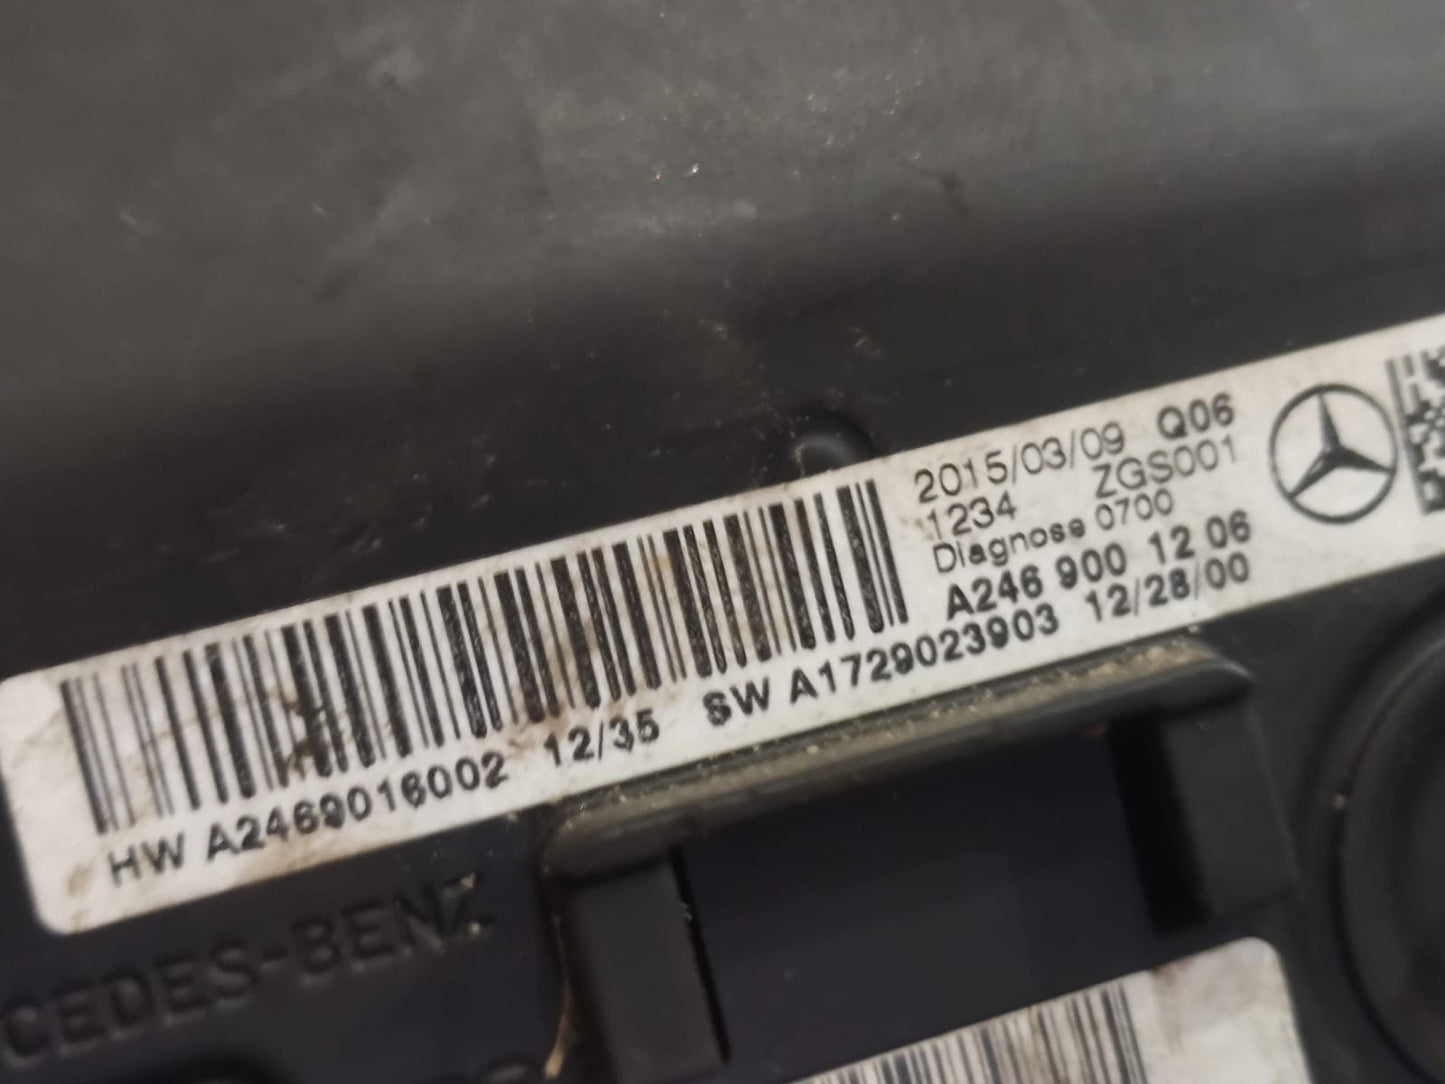 2015/03/09 Q06
1234 ZGS001
Diagnose 0700
A246 900 12 06
HW A2469016002 12/35 SW A1729023903 12/28/00
CEDES-BENZ